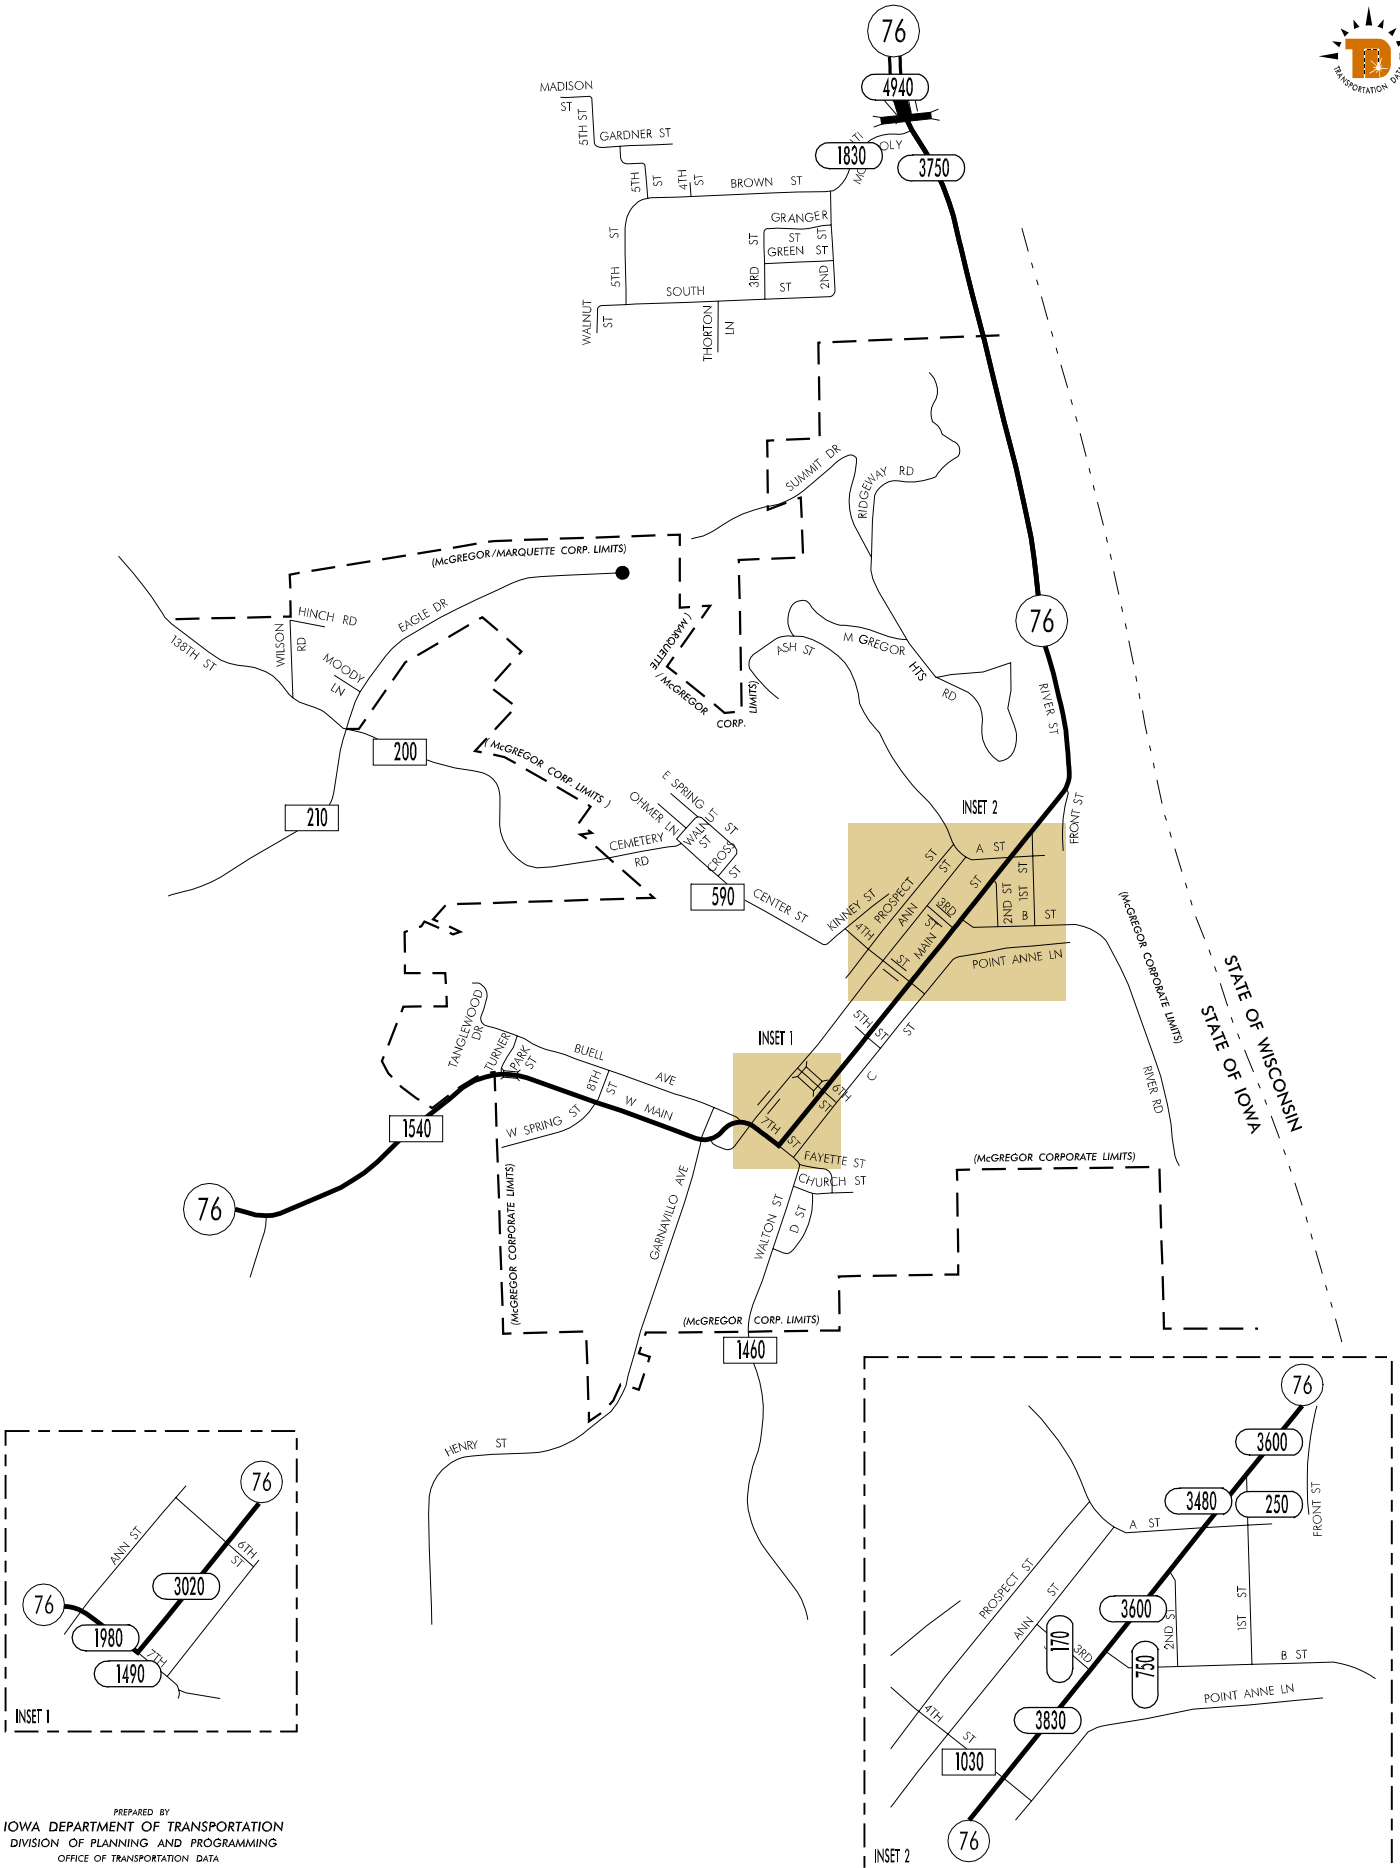 76
TRANSPORTATION DATA
4940
MADISON
ST
5TH ST
GARDNER ST
1830
3750
5TH
ST
4TH
ST
BROWN ST
GRANGER
ST
GREEN ST
3RD
ST
2ND
ST
5TH
ST
SOUTH
ST
WALNUT
ST
THORTON
LN
SUMMIT DR
RIDGEWAY RD
(McGREGOR/MARQUETTE CORP. LIMITS)
HINCH RD
EAGLE DR
WILSON
RD
138TH ST
MOODY
LN
(MARQUETTE / McGREGOR
CORP.
LIMITS)
ASH ST
M GREGOR
HTS
RD
76
RIVER ST
200
(McGREGOR CORP. LIMITS )
210
E SPRING ST
OHMER LN
WALNUT
ST
CROSS
ST
CEMETERY
RD
590
CENTER ST
INSET 2
FRONT ST
A ST
PROSPECT
ST
ANN
ST
KINNEY ST
4TH
ST
3RD
ST
MAIN
ST
2ND ST
1ST ST
B ST
POINT ANNE LN
(McGREGOR CORPORATE LIMITS)
STATE OF WISCONSIN
STATE OF IOWA
RIVER RD
TANGLEWOOD
DR
TURNER
PARK
ST
BUELL
AVE
8TH
ST
W MAIN
W SPRING ST
INSET 1
5TH ST
C
ST
6TH
ST
7TH
ST
1540
76
FAYETTE ST
CHURCH ST
D ST
WALTON ST
GARNAVILLO AVE
(McGREGOR CORPORATE LIMITS)
(McGREGOR CORPORATE LIMITS)
(McGREGOR CORP. LIMITS)
1460
HENRY ST
76
ANN ST
6TH
ST
3020
76
1980
7TH
1490
INSET 1
76
3600
3480
250
FRONT ST
A ST
PROSPECT ST
ANN
ST
3600
170
3RD
2ND ST
1ST ST
750
B ST
POINT ANNE LN
4TH
ST
3830
1030
76
INSET 2
PREPARED BY
IOWA DEPARTMENT OF TRANSPORTATION
DIVISION OF PLANNING AND PROGRAMMING
OFFICE OF TRANSPORTATION DATA